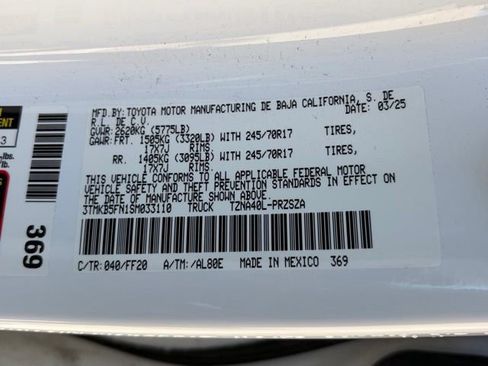 MFD.BY: TOYOTA MOTOR MANUFACTURING DE BAJA CALIFORNIA, S. DE
R.L. DE C.V. DATE: 03/25
GVWR: 2620KG (5775LB)
GAWR: FRT. 1505KG (3320LB) WITH 245/70R17 TIRES,
17X7J RIMS,
RR. 1405KG (3095LB) WITH 245/70R17 TIRES,
17X7J RIMS.
THIS VEHICLE CONFORMS TO ALL APPLICABLE FEDERAL MOTOR
VEHICLE SAFETY AND THEFT PREVENTION STANDARDS IN EFFECT ON
THE DATE OF MANUFACTURE SHOWN ABOVE.
3TMKB5FN1SM033110 TRUCK TZNA40L-PRZSZA
C/TR: 040/FF20 A/TM: /AL80E MADE IN MEXICO 369
369
lbs.